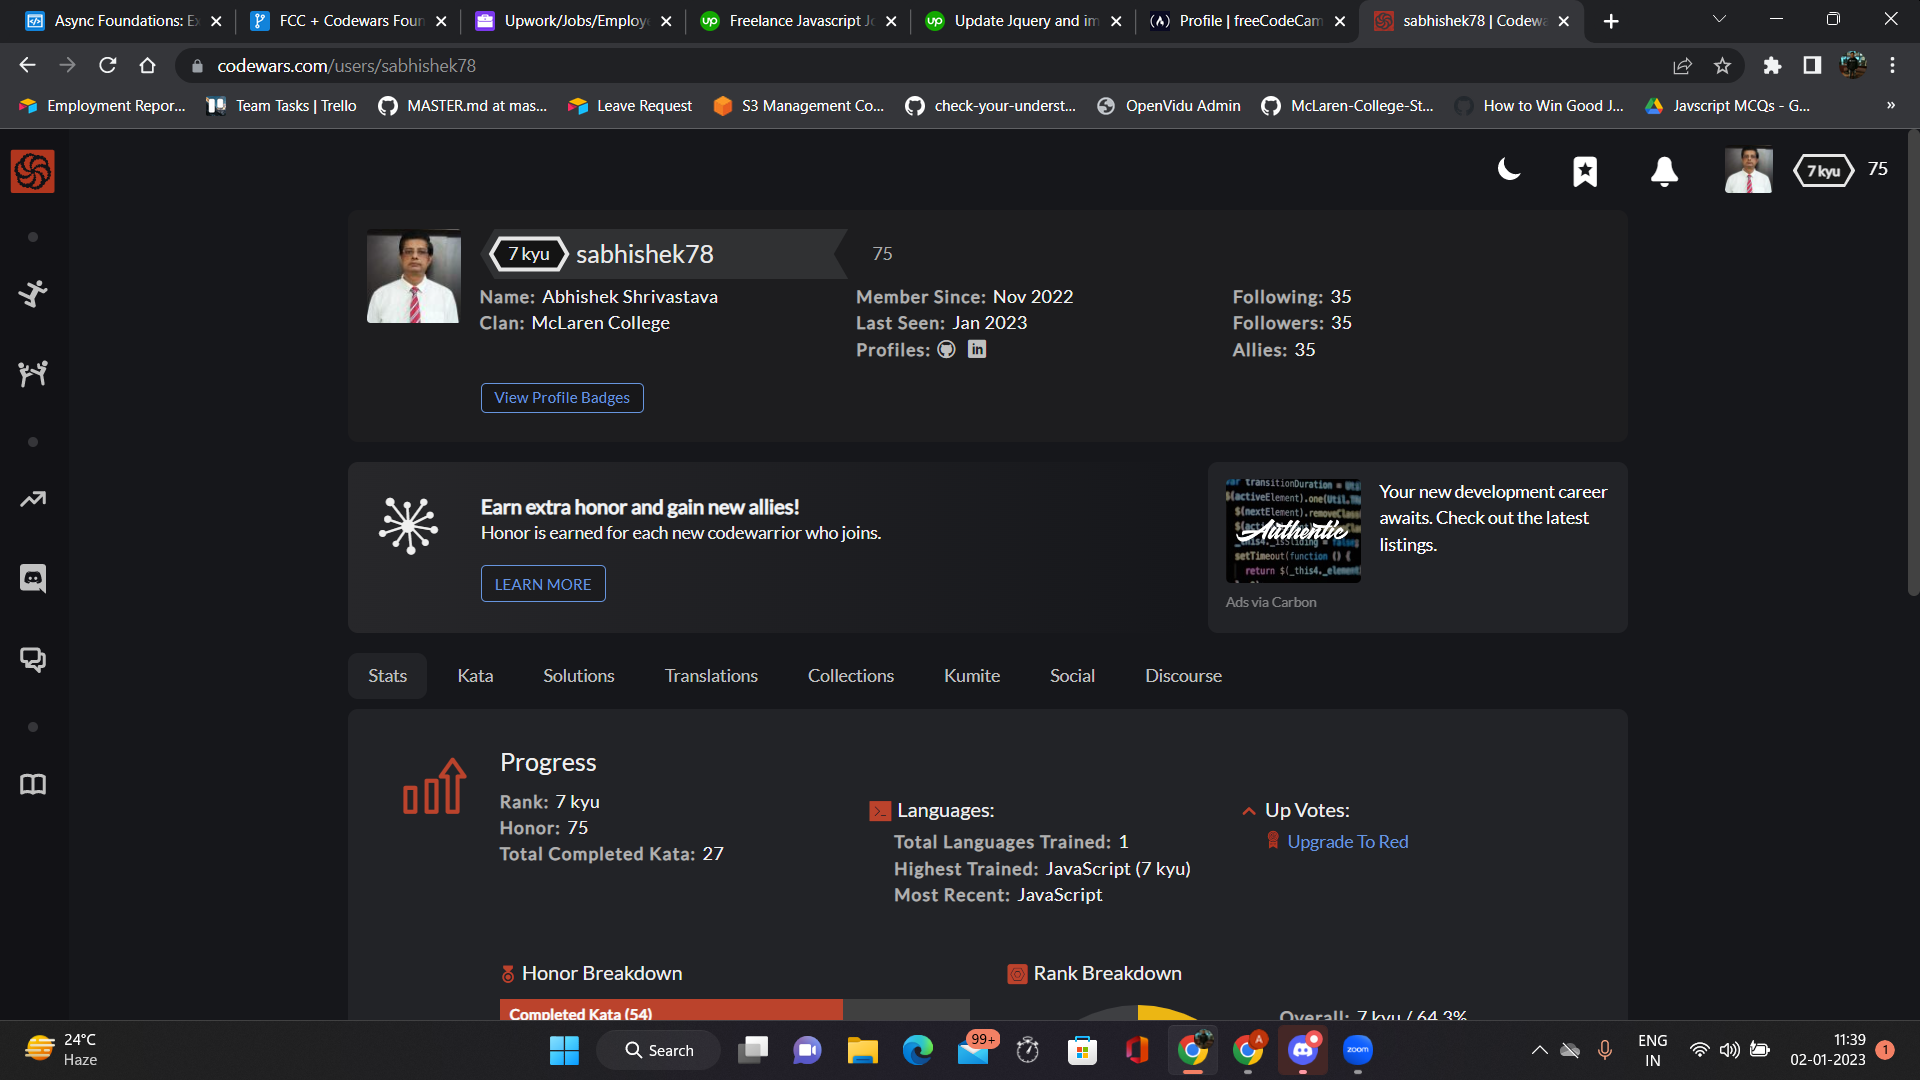 Async Foundations: Ex
FCC + Codewars Foun
Upwork/Jobs/Employe
Freelance Javascript Jo
Update Jquery and im
Profile | freeCodeCam
sabhishek78 | Codewa
codewars.com/users/sabhishek78
Employment Repor...
Team Tasks | Trello
MASTER.md at mas...
Leave Request
S3 Management Co...
check-your-underst...
OpenVidu Admin
McLaren-College-St...
How to Win Good J...
Javscript MCQs - G...
»
7 kyu
75
7 kyu
sabhishek78
75
Name: Abhishek Shrivastava
Clan: McLaren College
Member Since: Nov 2022
Last Seen: Jan 2023
Profiles:
Following: 35
Followers: 35
Allies: 35
View Profile Badges
Earn extra honor and gain new allies!
Honor is earned for each new codewarrior who joins.
LEARN MORE
Authentic
Your new development career
awaits. Check out the latest
listings.
Ads via Carbon
Stats
Kata
Solutions
Translations
Collections
Kumite
Social
Discourse
Progress
Rank: 7 kyu
Honor: 75
Total Completed Kata: 27
Languages:
Total Languages Trained: 1
Highest Trained: JavaScript (7 kyu)
Most Recent: JavaScript
Up Votes:
Upgrade To Red
Honor Breakdown
Completed Kata (54)
Rank Breakdown
Overall: 7 kyu / 64.3%
24°C
Haze
Search
99+
A
zoom
ENG
IN
11:39
02-01-2023
1